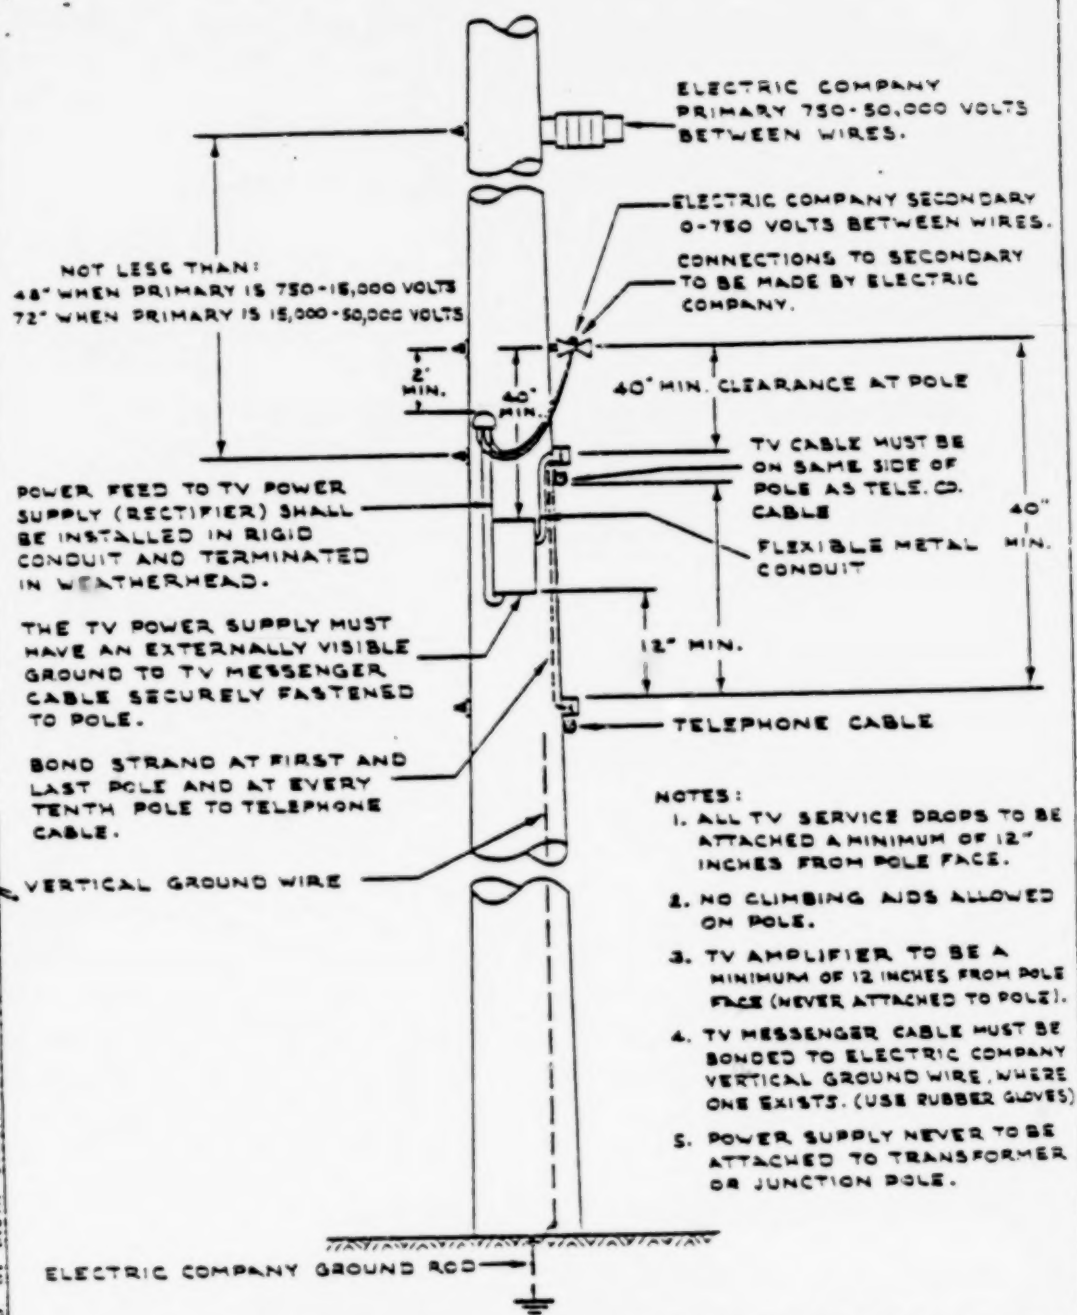 ELECTRIC COMPANY
PRIMARY 750-50,000 VOLTS
BETWEEN WIRES.
ELECTRIC COMPANY SECONDARY
0-750 VOLTS BETWEEN WIRES.
CONNECTIONS TO SECONDARY
TO BE MADE BY ELECTRIC
COMPANY.
NOT LESS THAN:
48" WHEN PRIMARY IS 750-15,000 VOLTS
72" WHEN PRIMARY IS 15,000-50,000 VOLTS
2"
MIN.
40"
MIN.
40" MIN. CLEARANCE AT POLE
TV CABLE MUST BE
ON SAME SIDE OF
POLE AS TELE. CO.
CABLE
40"
MIN.
FLEXIBLE METAL
CONDUIT
POWER FEED TO TV POWER
SUPPLY (RECTIFIER) SHALL
BE INSTALLED IN RIGID
CONDUIT AND TERMINATED
IN WEATHERHEAD.
12" MIN.
THE TV POWER SUPPLY MUST
HAVE AN EXTERNALLY VISIBLE
GROUND TO TV MESSENGER
CABLE SECURELY FASTENED
TO POLE.
TELEPHONE CABLE
BOND STRAND AT FIRST AND
LAST POLE AND AT EVERY
TENTH POLE TO TELEPHONE
CABLE.
VERTICAL GROUND WIRE
NOTES:
1. ALL TV SERVICE DROPS TO BE
ATTACHED A MINIMUM OF 12"
INCHES FROM POLE FACE.
2. NO CLIMBING AIDS ALLOWED
ON POLE.
3. TV AMPLIFIER TO BE A
MINIMUM OF 12 INCHES FROM POLE
FACE (NEVER ATTACHED TO POLE).
4. TV MESSENGER CABLE MUST BE
BONDED TO ELECTRIC COMPANY
VERTICAL GROUND WIRE, WHERE
ONE EXISTS. (USE RUBBER GLOVES)
5. POWER SUPPLY NEVER TO BE
ATTACHED TO TRANSFORMER
OR JUNCTION POLE.
ELECTRIC COMPANY GROUND ROD